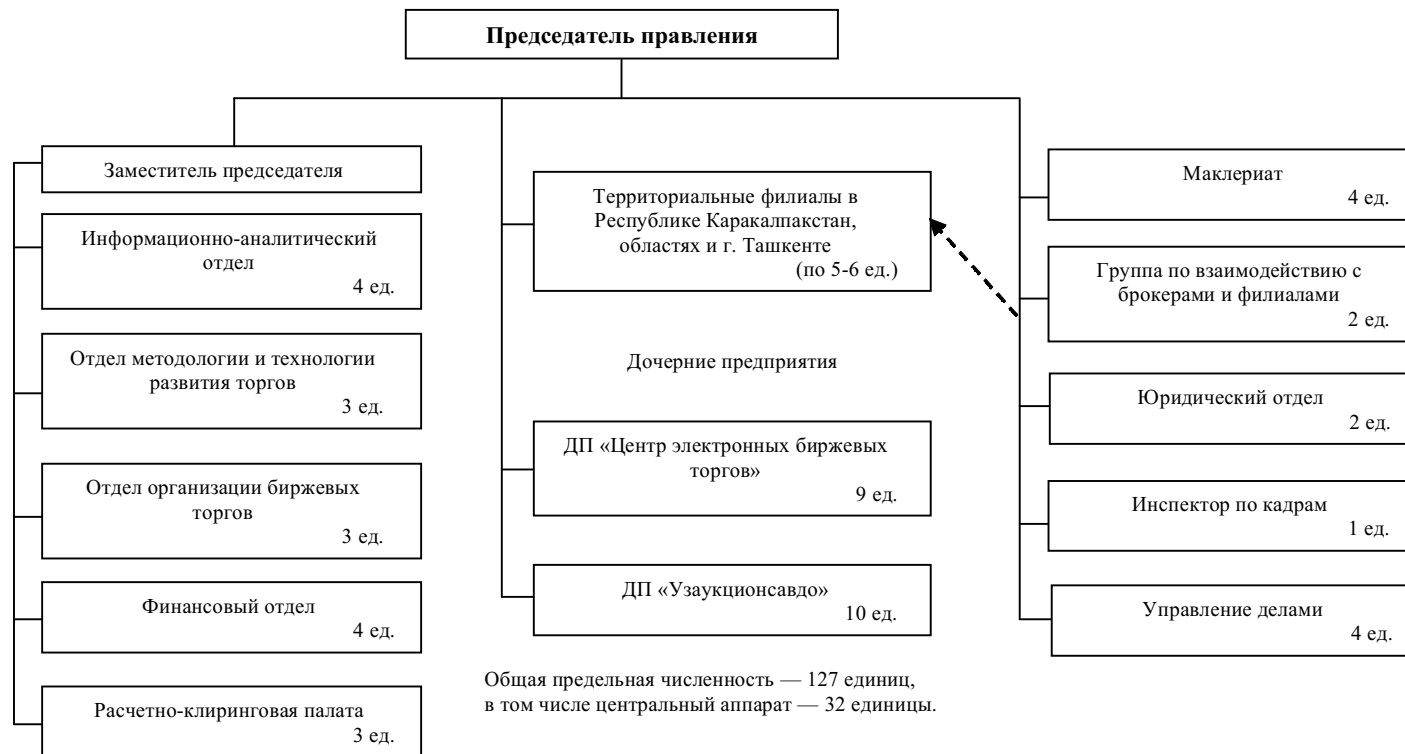 Председатель правления
Заместитель председателя
Информационно-аналитический
отдел
4 ед.
Отдел методологии и технологии
развития торгов
3 ед.
Отдел организации биржевых
торгов
3 ед.
Финансовый отдел
4 ед.
Расчетно-клиринговая палата
3 ед.
Территориальные филиалы в
Республике Каракалпакстан,
областях и г. Ташкенте
(по 5-6 ед.)
Дочерние предприятия
ДП «Центр электронных биржевых
торгов»
9 ед.
ДП «Узаукционсавдо»
10 ед.
Общая предельная численность — 127 единиц,
в том числе центральный аппарат — 32 единицы.
Маклериат
4 ед.
Группа по взаимодействию с
брокерами и филиалами
2 ед.
Юридический отдел
2 ед.
Инспектор по кадрам
1 ед.
Управление делами
4 ед.